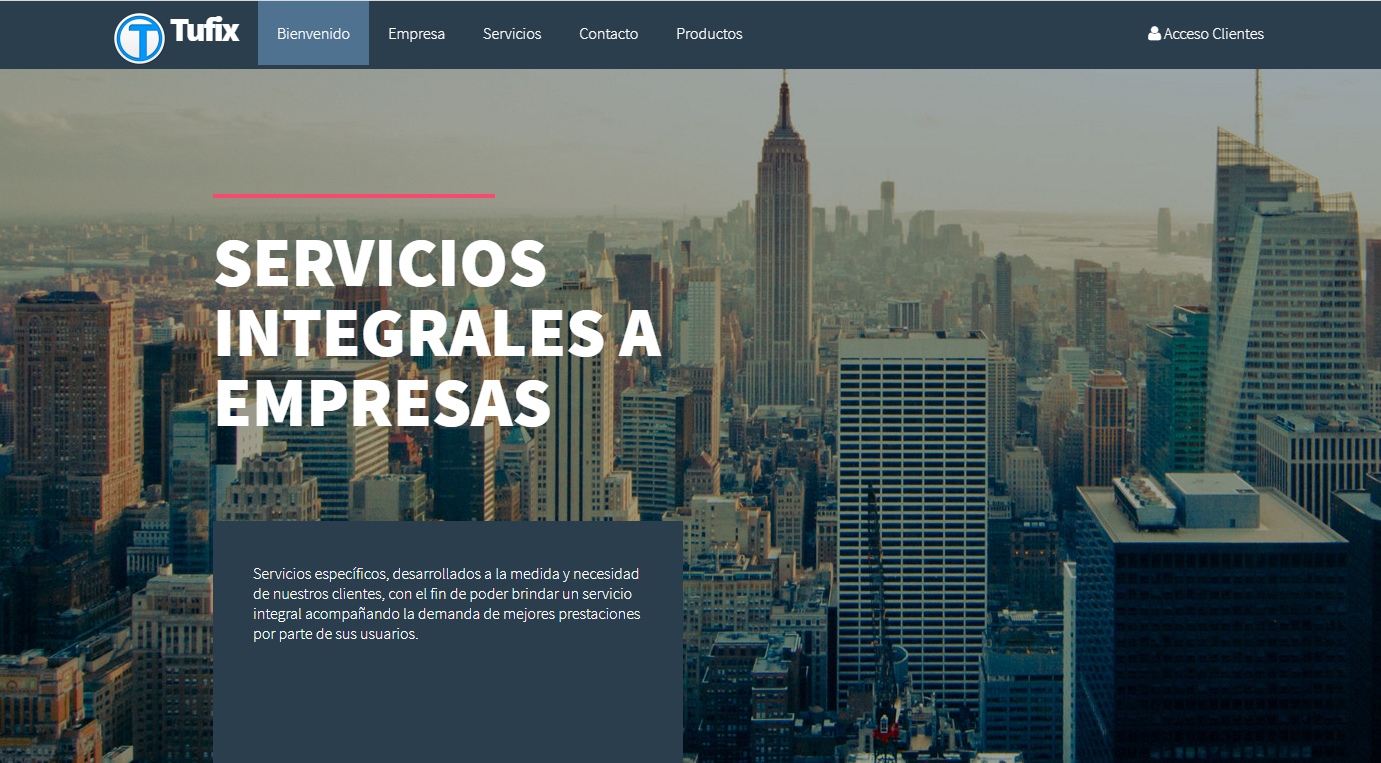 T Tufix Bienvenido Empresa Servicios Contacto Productos Acceso Clientes
SERVICIOS
INTEGRALES A
EMPRESAS
Servicios específicos, desarrollados a la medida y necesidad
de nuestros clientes, con el fin de poder brindar un servicio
integral acompañando la demanda de mejores prestaciones
por parte de sus usuarios.